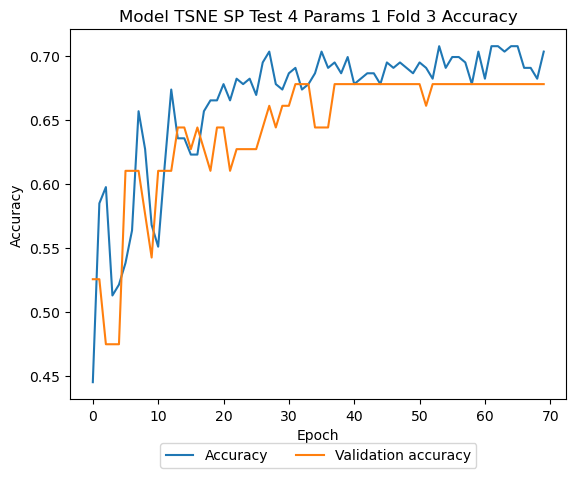 Model TSNE SP Test 4 Params 1 Fold 3 Accuracy
0.70
0.65
0.60
0.55
0.50
0.45
Accuracy
0 10 20 30 40 50 60 70
Epoch
Accuracy Validation accuracy